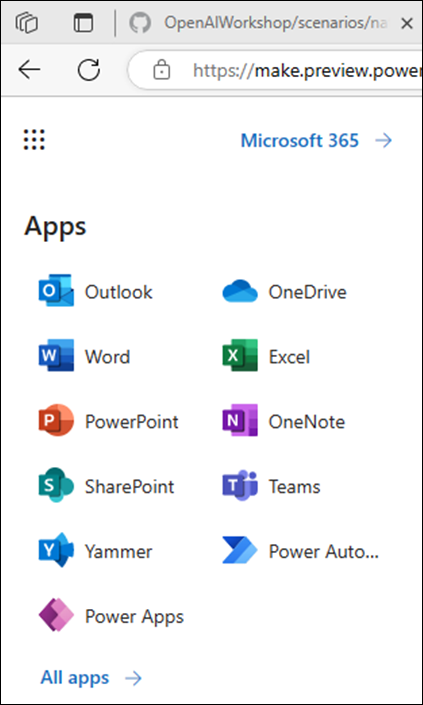 OpenAIWorkshop/scenarios/na
https://make.preview.power
Microsoft 365
Apps
Outlook OneDrive
Word Excel
PowerPoint OneNote
SharePoint Teams
Yammer Power Auto...
Power Apps
All apps